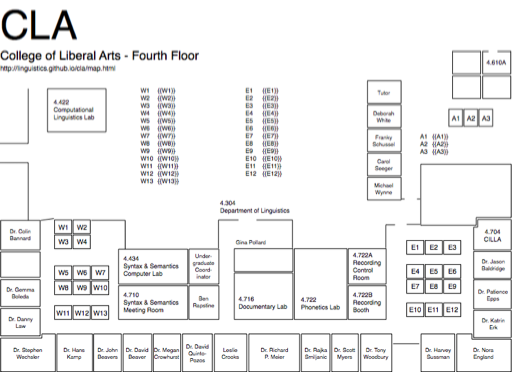 CLA
College of Liberal Arts - Fourth Floor
http://linguistics.github.io/cla/map.html
4.422
Computational
Linguistics Lab
W1 {{W1}}
W2 {{W2}}
W3 {{W3}}
W4 {{W4}}
W5 {{W5}}
W6 {{W6}}
W7 {{W7}}
W8 {{W8}}
W9 {{W9}}
W10 {{W10}}
W11 {{W11}}
W12 {{W12}}
W13 {{W13}}
E1 {{E1}}
E2 {{E2}}
E3 {{E3}}
E4 {{E4}}
E5 {{E5}}
E6 {{E6}}
E7 {{E7}}
E8 {{E8}}
E9 {{E9}}
E10 {{E10}}
E11 {{E11}}
E12 {{E12}}
Tutor
Deborah
White
Franky
Schussel
Carol
Seeger
Michael
Wynne
4.610A
A1 A2 A3
A1 {{A1}}
A2 {{A2}}
A3 {{A3}}
4.304
Department of Linguistics
Dr. Colin
Bannard
W1 W2
W3 W4
Gina Pollard
4.704
CILLA
E1 E2 E3
4.434
Syntax & Semantics
Computer Lab
Under-
graduate
Coord-
inator
4.722A
Recording
Control
Room
Dr. Jason
Baldridge
W5 W6 W7
W8 W9 W10
E4 E5 E6
E7 E8 E9
Dr. Gemma
Boleda
4.710
Syntax & Semantics
Meeting Room
Ben
Rapstine
4.716
Documentary Lab
4.722
Phonetics Lab
4.722B
Recording
Booth
Dr. Patience
Epps
W11 W12 W13
E10 E11 E12
Dr. Danny
Law
Dr. Katrin
Erk
Dr. Stephen
Wechsler
Dr. Hans
Kamp
Dr. John
Beavers
Dr. David
Beaver
Dr. Megan
Crowhurst
Dr. David
Quinto-
Pozos
Leslie
Crooks
Dr. Richard
P. Meier
Dr. Rajka
Smiljanic
Dr. Scott
Myers
Dr. Tony
Woodbury
Dr. Harvey
Sussman
Dr. Nora
England